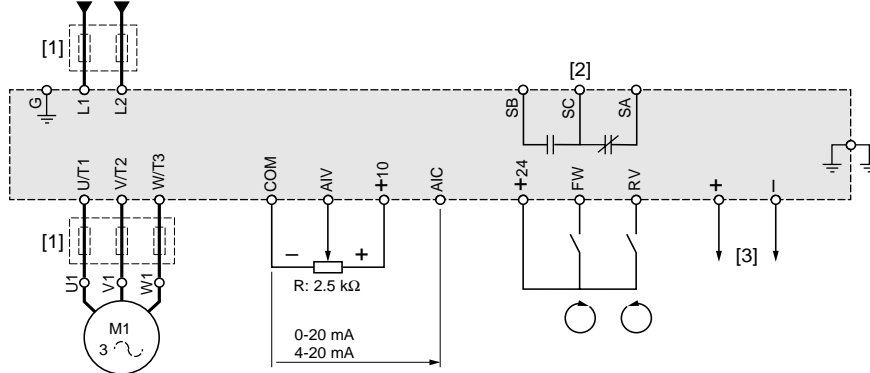 [1]
[2]
G
L1
L2
SB
SC
SA
U/T1
V/T2
W/T3
COM
AIV
+10
AIC
+24
FW
RV
+
–
[1]
– +
[3]
R: 2.5 kΩ
U1
V1
W1
M1
3
0-20 mA
4-20 mA